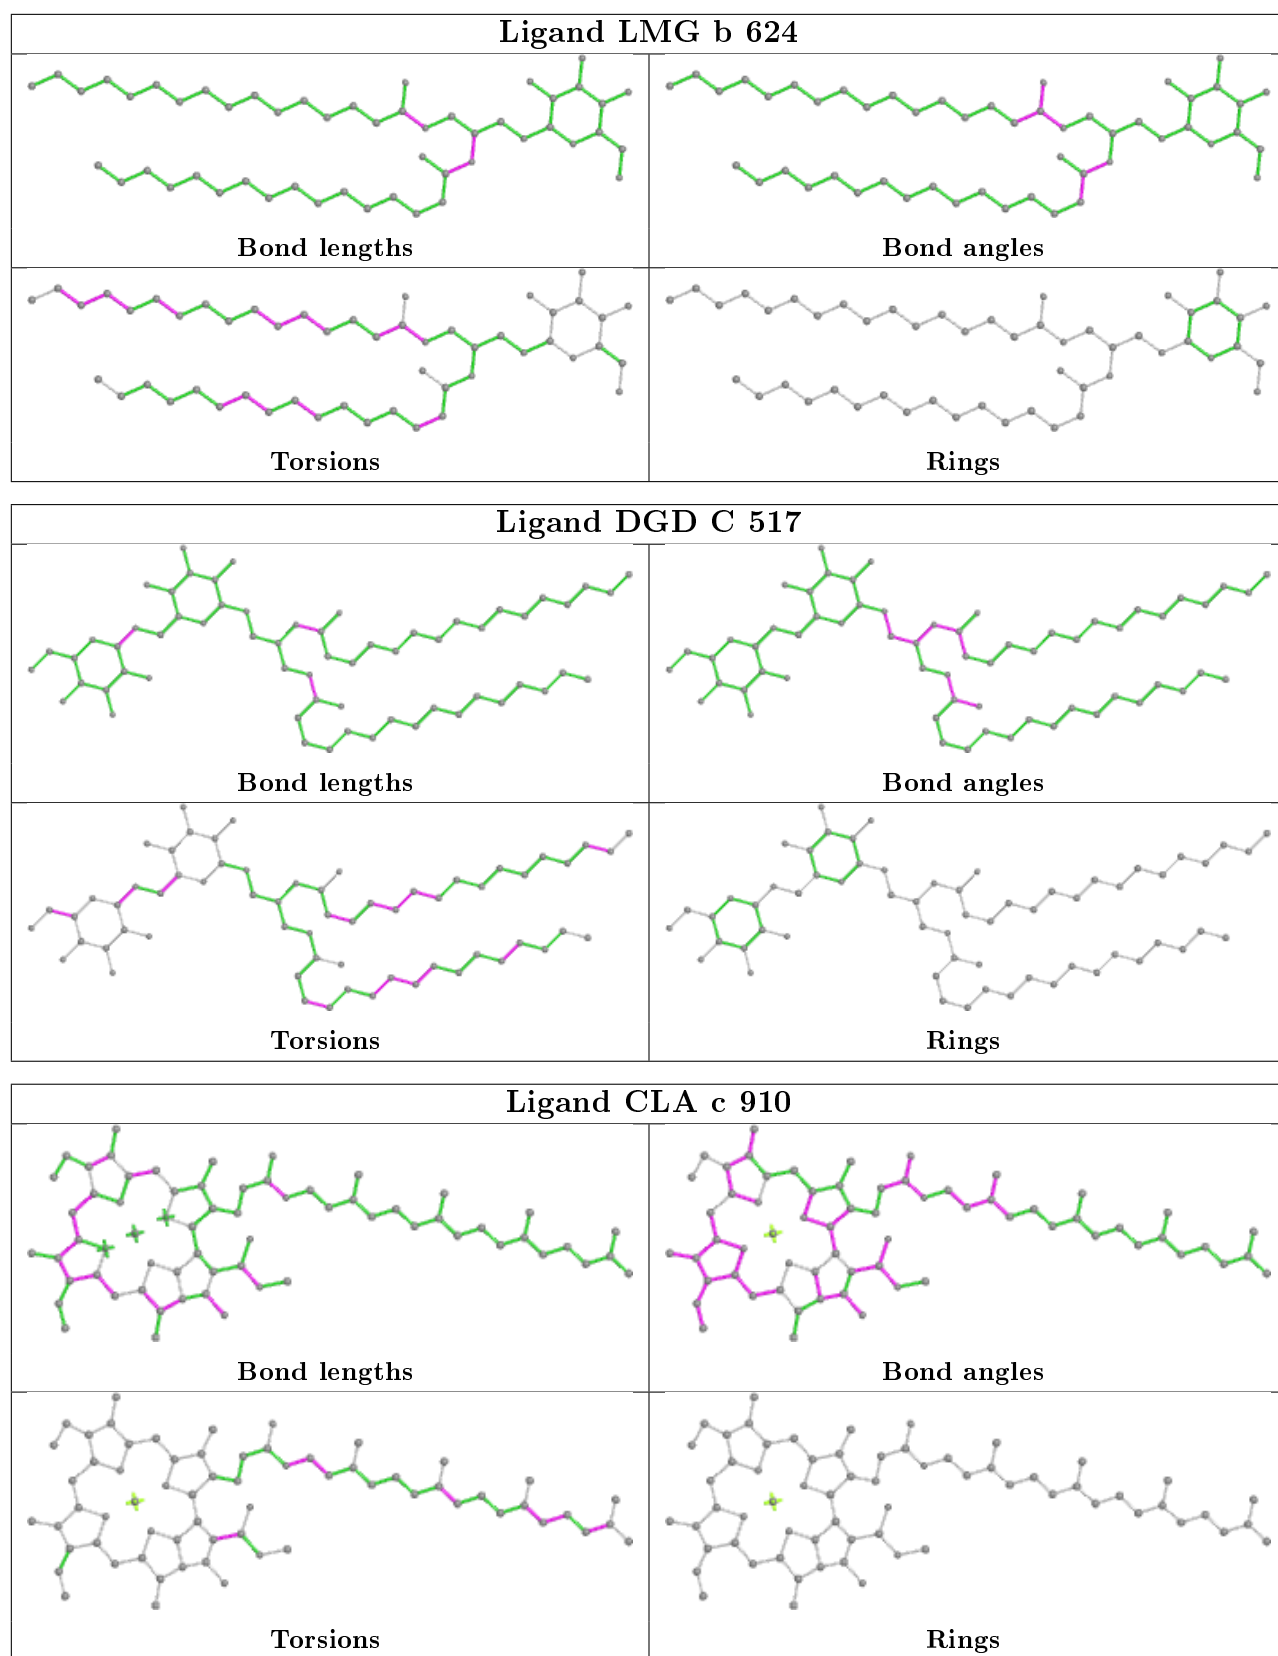 Ligand LMG b 624
Bond lengths
Bond angles
Torsions
Rings
Ligand DGD C 517
Bond lengths
Bond angles
Torsions
Rings
Ligand CLA c 910
Bond lengths
Bond angles
Torsions
Rings